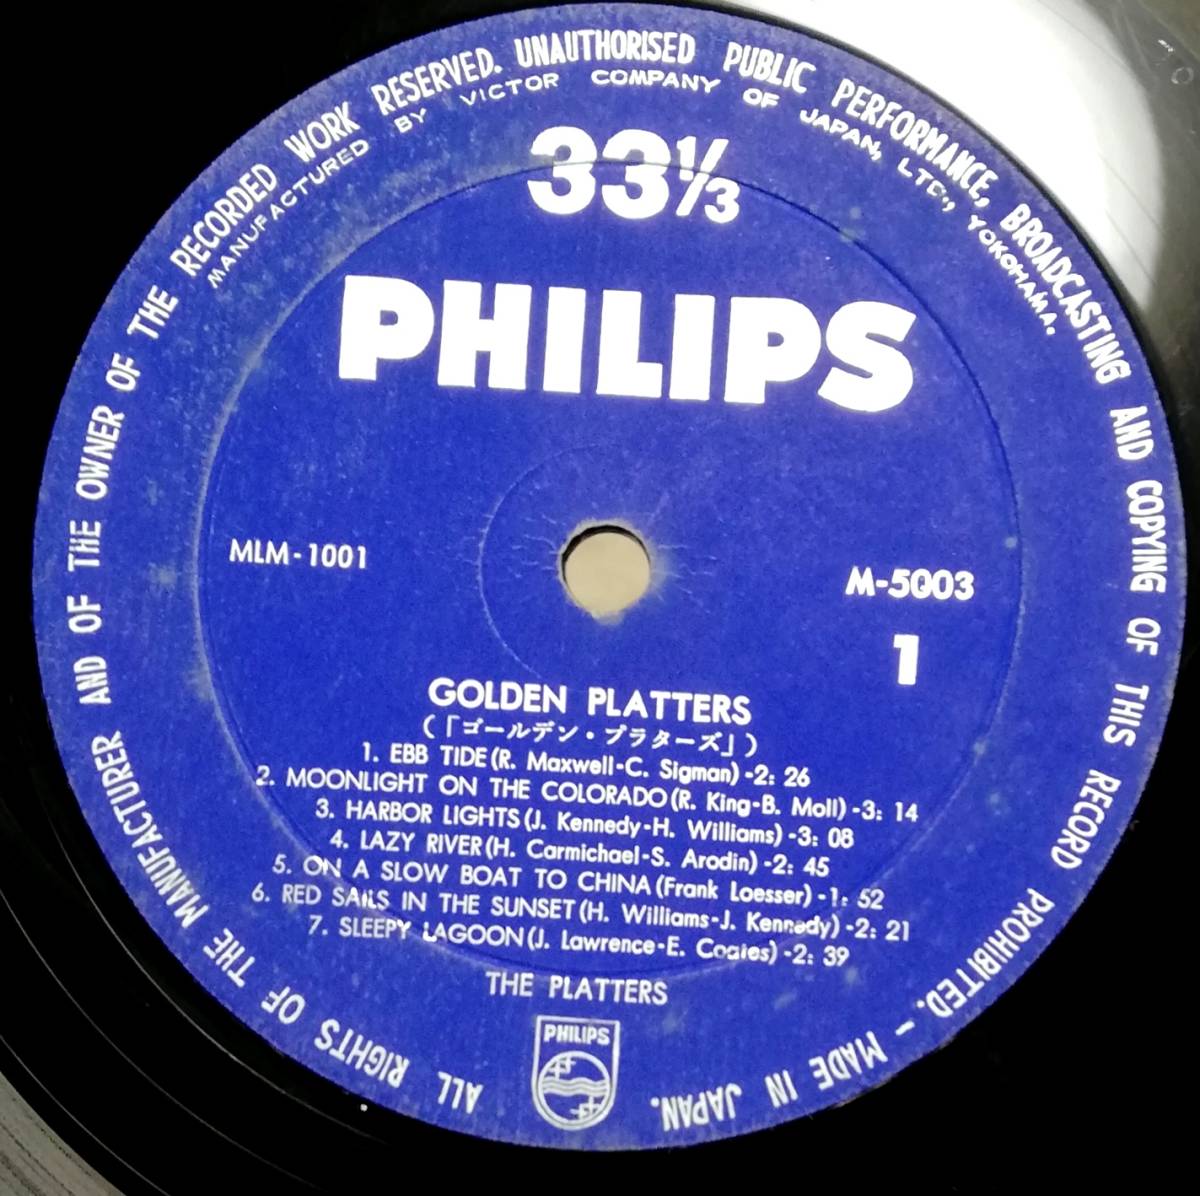 ALL RIGHTS OF THE MANUFACTURER AND OF THE OWNER OF THE RECORDED WORK RESERVED. UNAUTHORISED PUBLIC PERFORMANCE, BROADCASTING AND COPYING OF THIS RECORD PROHIBITED. – MADE IN JAPAN.
MANUFACTURED BY VICTOR COMPANY OF JAPAN, LTD., YOKOHAMA.
33⅓
PHILIPS
MLM-1001
M-5003
1
GOLDEN PLATTERS
(「ゴールデン・プラターズ」)
1. EBB TIDE(R. Maxwell-C. Sigman)-2: 26
2. MOONLIGHT ON THE COLORADO(R. King-B. Moll)-3: 14
3. HARBOR LIGHTS(J. Kennedy-H. Williams)-3: 08
4. LAZY RIVER(H. Carmichael-S. Arodin)-2: 45
5. ON A SLOW BOAT TO CHINA(Frank Loesser)-1: 52
6. RED SAILS IN THE SUNSET(H. Williams-J. Kennedy)-2: 21
7. SLEEPY LAGOON(J. Lawrence-E. Coates)-2: 39
THE PLATTERS
PHILIPS